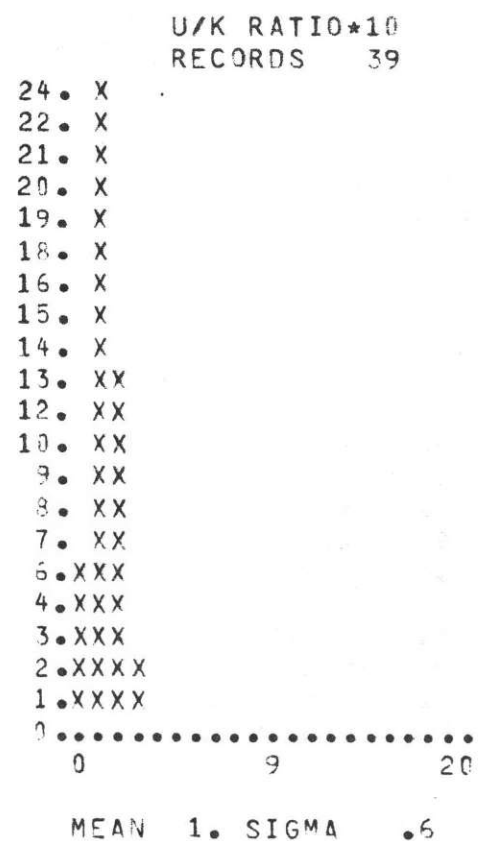 U/K RATIO*10
RECORDS 39
24. X
22. X
21. X
20. X
19. X
18. X
16. X
15. X
14. X
13. XX
12. XX
10. XX
9. XX
8. XX
7. XX
6.XXX
4.XXX
3.XXX
2.XXXX
1.XXXX
0......................
0 9 20
MEAN 1. SIGMA .6